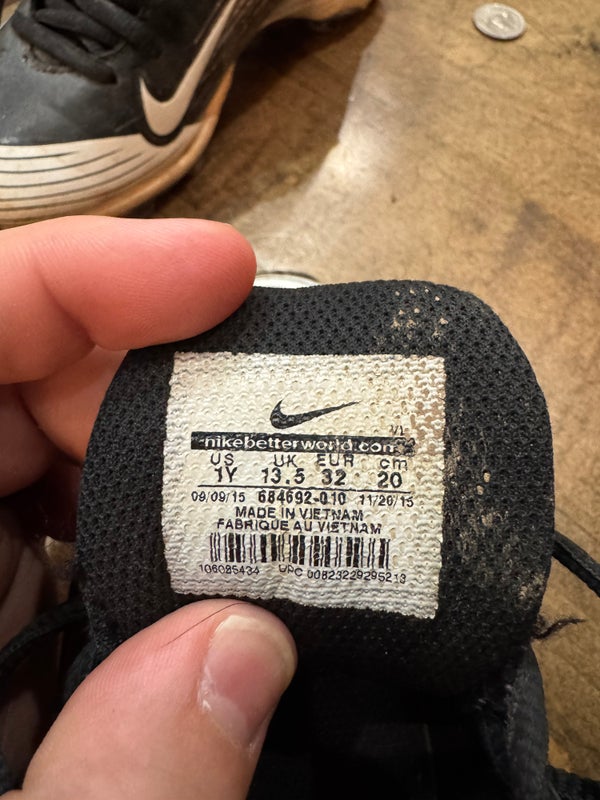 nikebetterworld.com
US UK EUR cm
1Y 13.5 32 20
09/09/15 684692-010 11/20/15
MADE IN VIETNAM
FABRIQUE AU VIETNAM
106085434 UPC 00823229295213